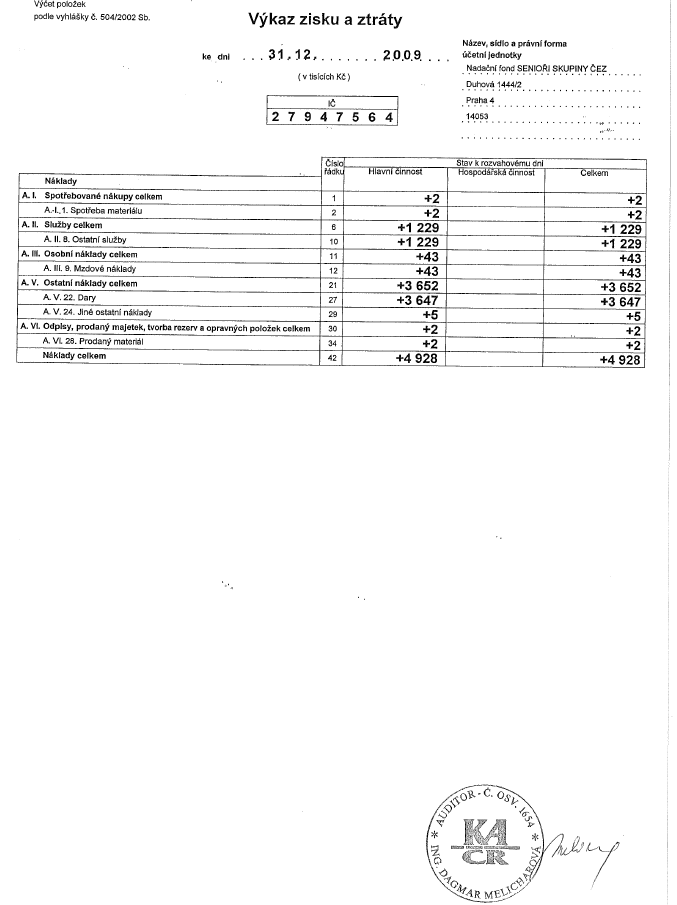 Výčet položek
podle vyhlášky č. 504/2002 Sb.
Výkaz zisku a ztráty
ke dni ... 31.12. ....... 2009 ...
( v tisících Kč )
IČ
2 7 9 4 7 5 6 4
Název, sídlo a právní forma
účetní jednotky
Nadační fond SENIOŘI SKUPINY ČEZ
Duhová 1444/2
Praha 4
14053
Číslo řádku Stav k rozvahovému dni
Náklady Hlavní činnost Hospodářská činnost Celkem
A. I. Spotřebované nákupy celkem 1 +2 +2
A.I.,1. Spotřeba materiálu 2 +2 +2
A. II. Služby celkem 6 +1 229 +1 229
A. II. 8. Ostatní služby 10 +1 229 +1 229
A. III. Osobní náklady celkem 11 +43 +43
A. III. 9. Mzdové náklady 12 +43 +43
A. V. Ostatní náklady celkem 21 +3 652 +3 652
A. V. 22. Dary 27 +3 647 +3 647
A. V. 24. Jiné ostatní náklady 29 +5 +5
A. VI. Odpisy, prodaný majetek, tvorba rezerv a opravných položek celkem 30 +2 +2
A. VI. 28. Prodaný materiál 34 +2 +2
Náklady celkem 42 +4 928 +4 928
AUDITOR - Č. OSV. 1654
KA
ČR
ING. DAGMAR MELICHAROVÁ